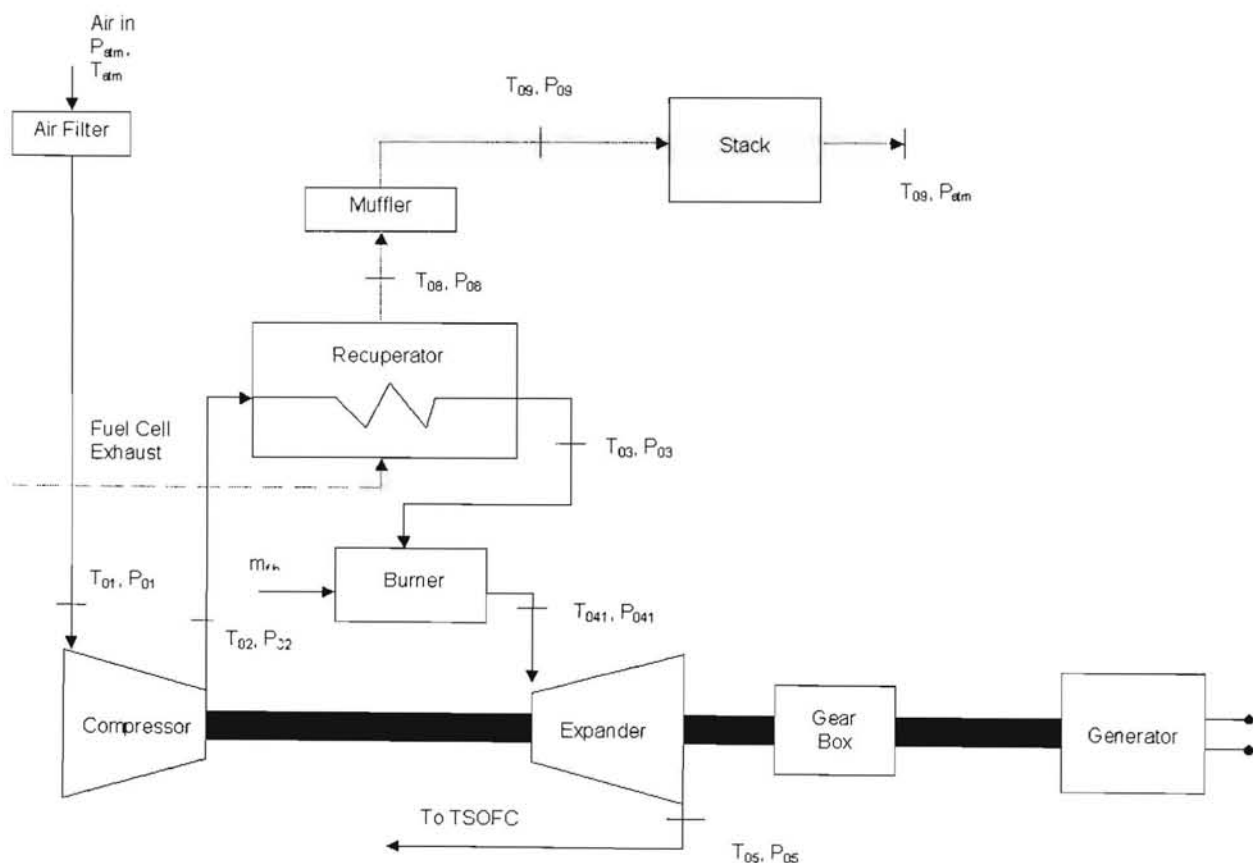 Air in
Patm,
Tatm
Air Filter
T09, P09
Stack
T09, Patm
Muffler
T08, P08
Recuperator
Fuel Cell
Exhaust
T03, P03
Burner
T01, P01
T041, P041
T02, P02
Compressor
Expander
Gear
Box
Generator
To TSOFC
T05, P05